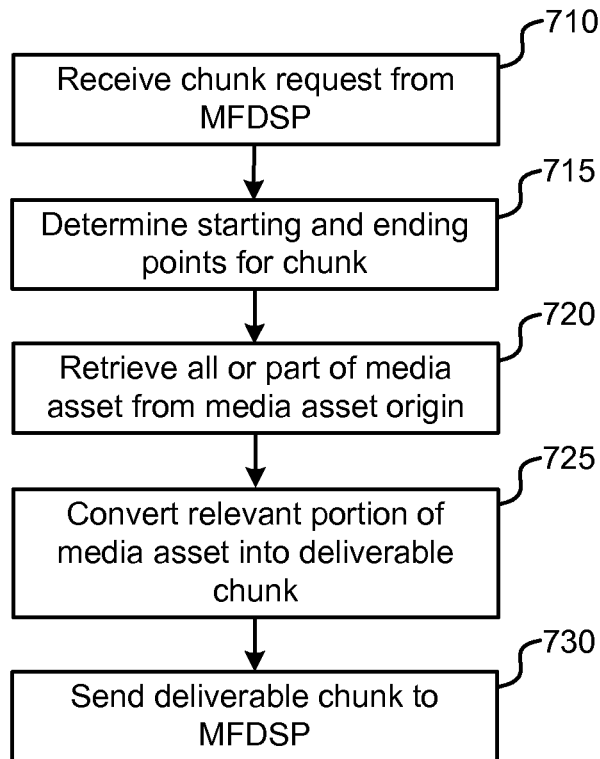 710
Receive chunk request from
MFDSP
715
Determine starting and ending
points for chunk
720
Retrieve all or part of media
asset from media asset origin
725
Convert relevant portion of
media asset into deliverable
chunk
730
Send deliverable chunk to
MFDSP